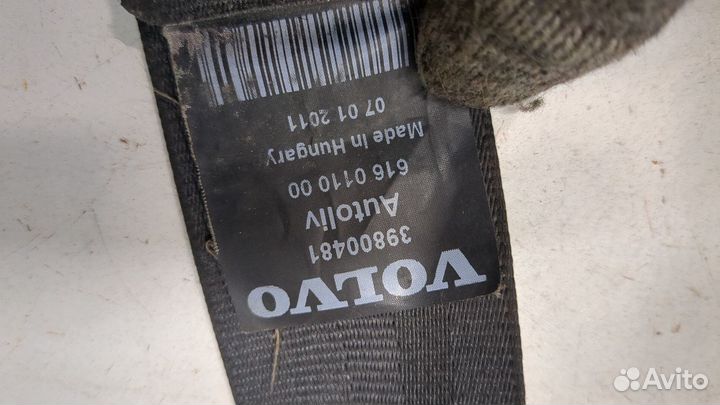 VOLVO
39800481
Autoliv
616 0110 00
Made in Hungary
07 01 2011
Avito